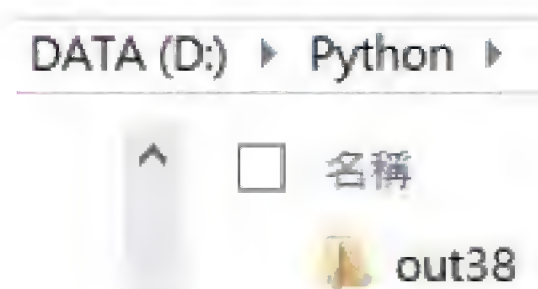 DATA (D:) ▶ Python ▶
名稱
out38